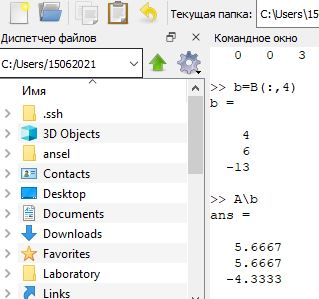 Текущая папка: C:\Users\15
Диспетчер файлов
C:/Users/15062021
Имя
.ssh
3D Objects
ansel
Contacts
Desktop
Documents
Downloads
Favorites
Laboratory
Links
Командное окно
0 0 3
>> b=B(:,4)
b =
4
6
-13
>> A\b
ans =
5.6667
5.6667
-4.3333